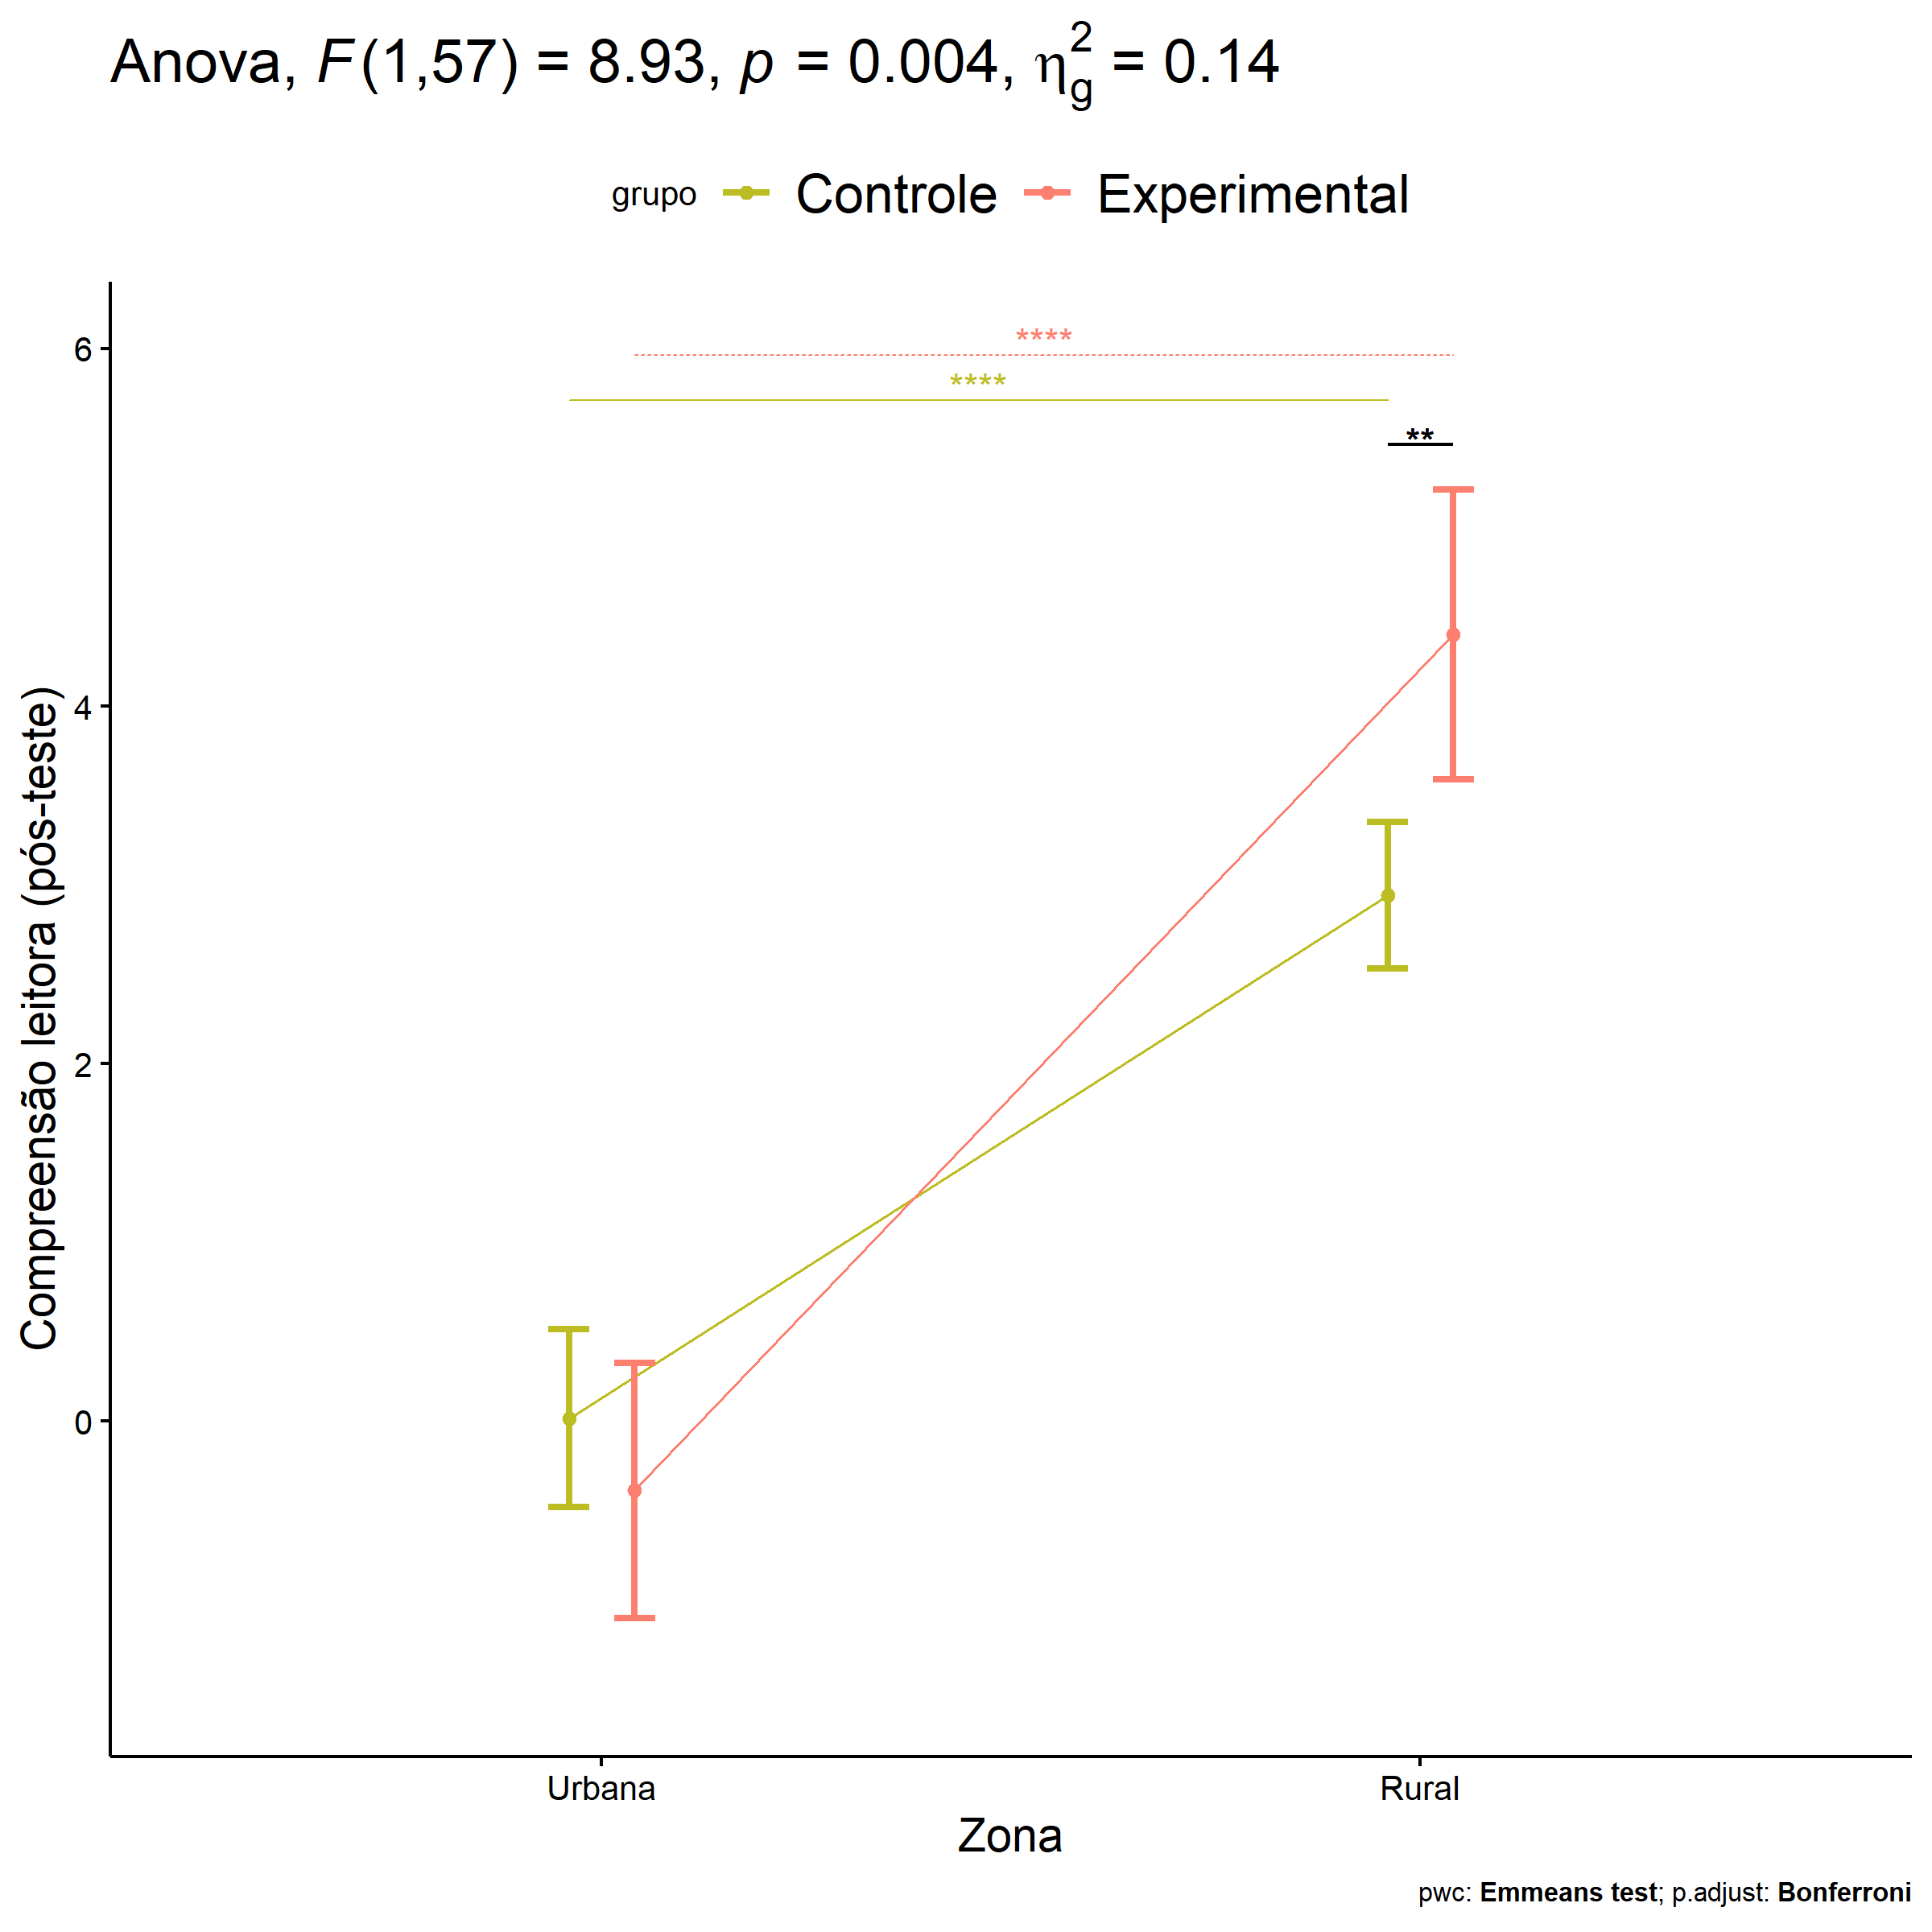 Anova, F(1,57) = 8.93, p = 0.004, η²g = 0.14
grupo Controle Experimental
Compreensão leitora (pós-teste)
6
4
2
0
****
****
**
Urbana Rural
Zona
pwc: Emmeans test; p.adjust: Bonferroni